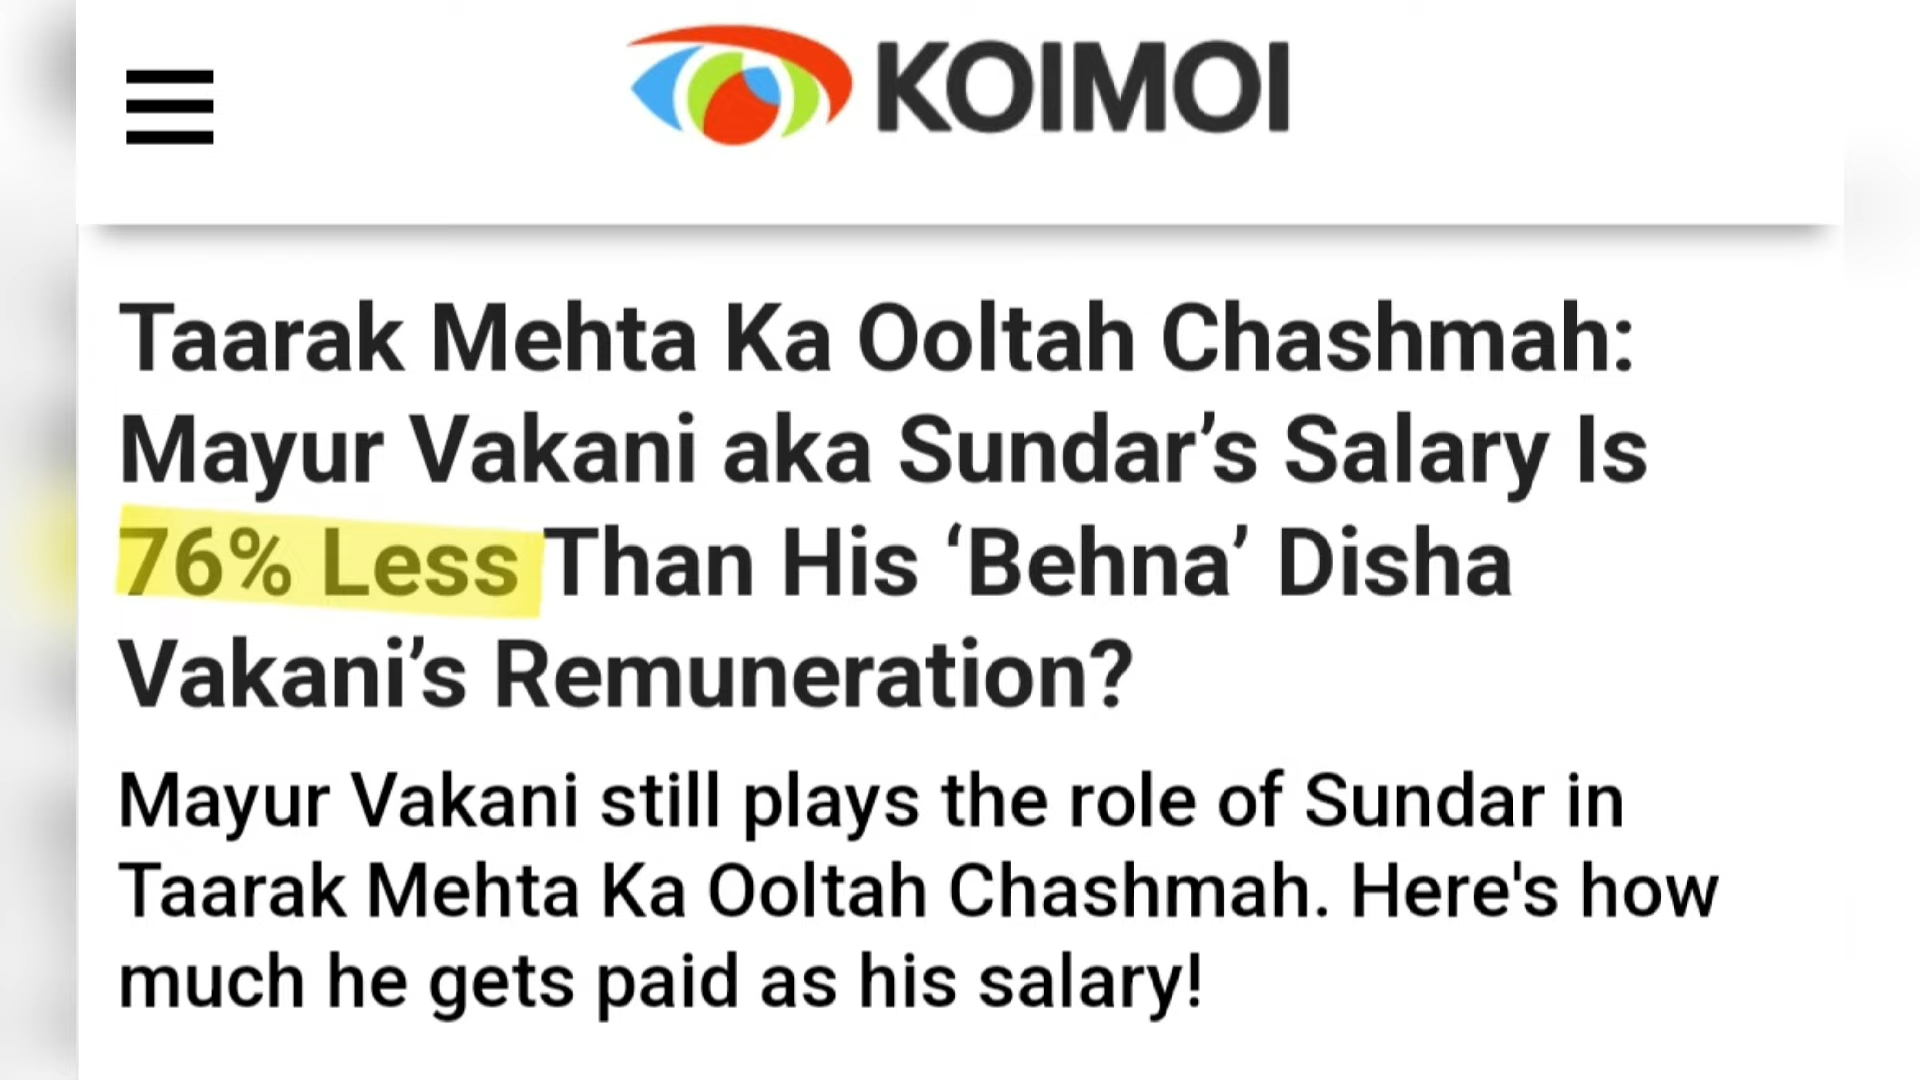 KOIMOI
Taarak Mehta Ka Ooltah Chashmah:
Mayur Vakani aka Sundar’s Salary Is
76% Less Than His ‘Behna’ Disha
Vakani’s Remuneration?
Mayur Vakani still plays the role of Sundar in
Taarak Mehta Ka Ooltah Chashmah. Here's how
much he gets paid as his salary!